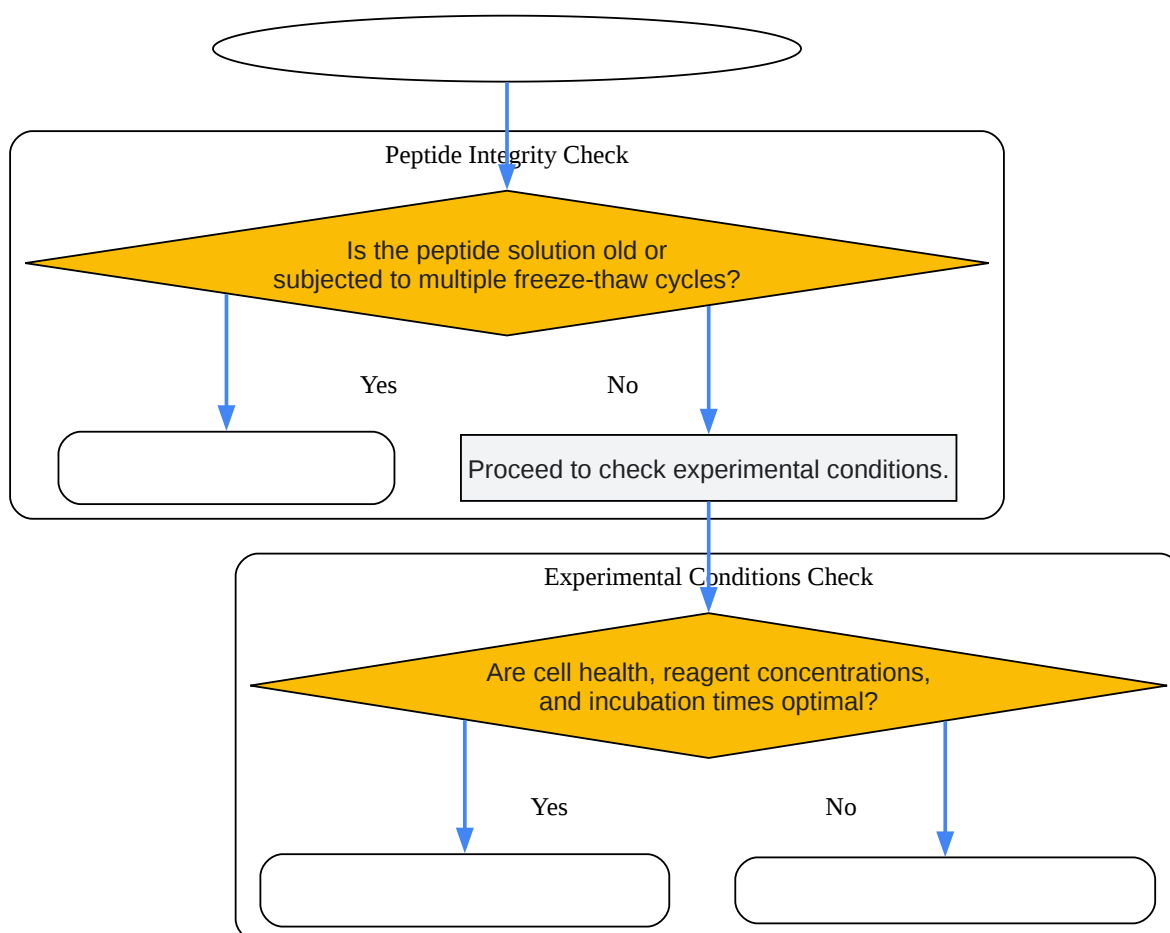 Peptide Integrity Check
Is the peptide solution old or
subjected to multiple freeze-thaw cycles?
Yes
No
Proceed to check experimental conditions.
Experimental Conditions Check
Are cell health, reagent concentrations,
and incubation times optimal?
Yes
No